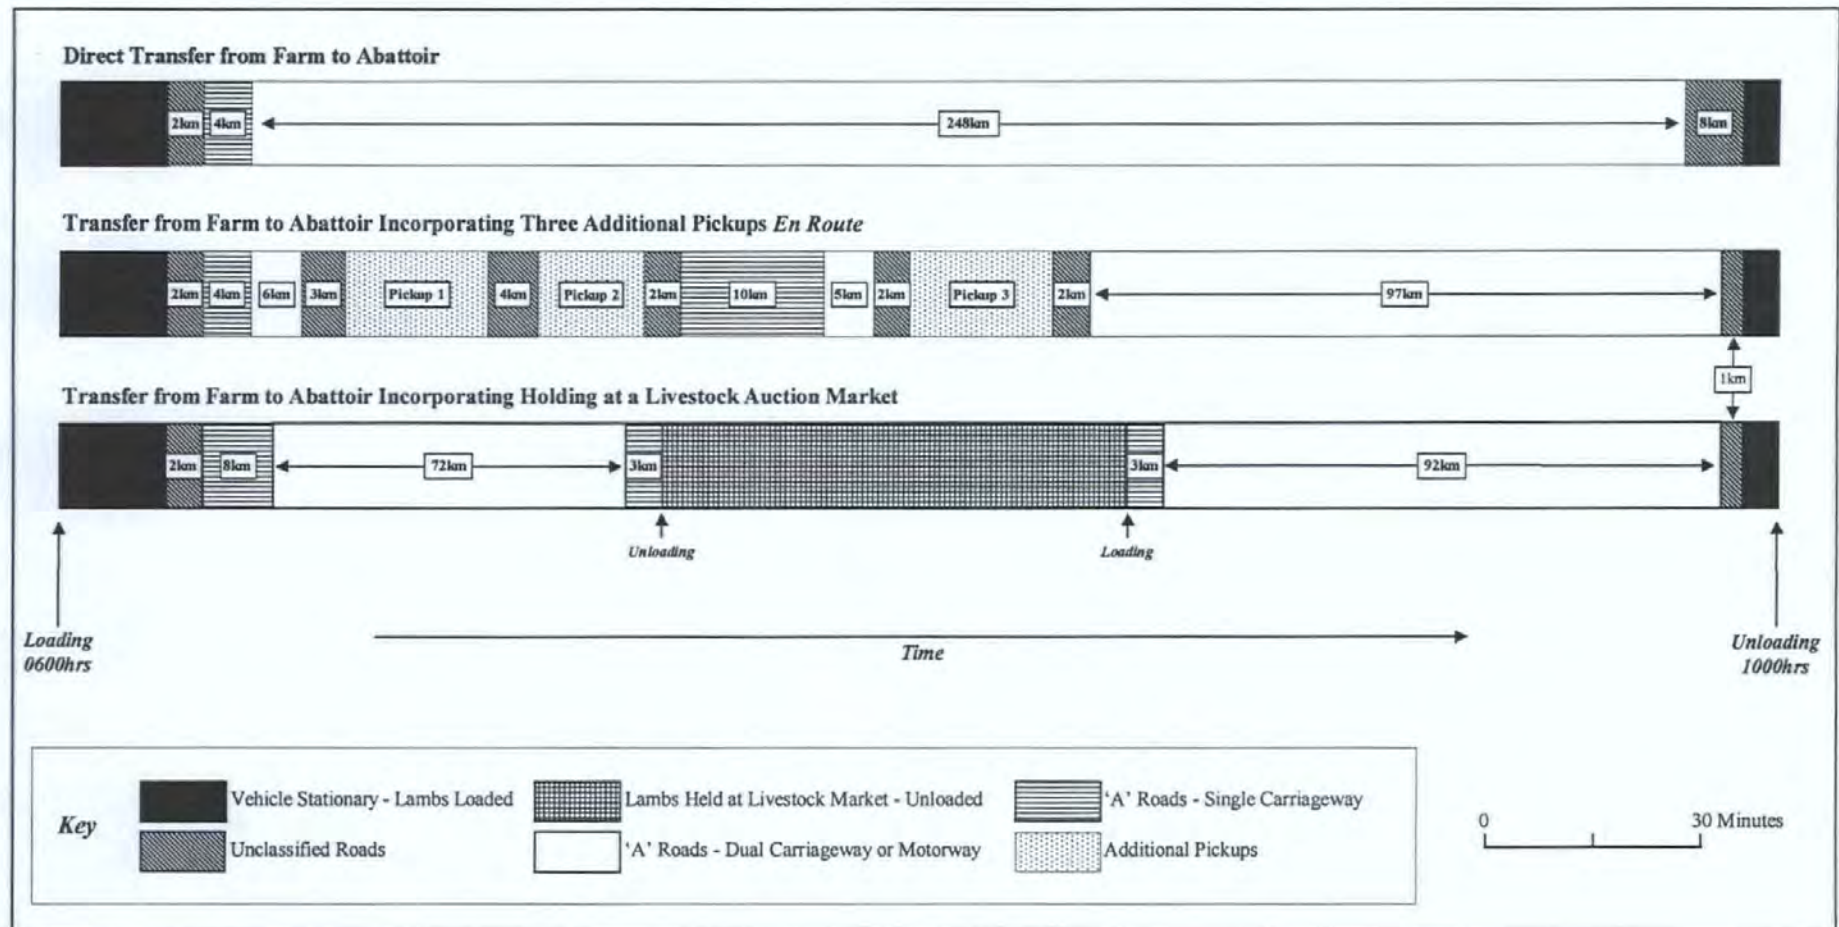 Direct Transfer from Farm to Abattoir
2km 4km 248km 8km
Transfer from Farm to Abattoir Incorporating Three Additional Pickups En Route
2km 4km 6km 3km Pickup 1 4km Pickup 2 2km 10km 5km 2km Pickup 3 2km 97km
1km
Transfer from Farm to Abattoir Incorporating Holding at a Livestock Auction Market
2km 8km 72km 3km 3km 92km
Unloading Loading
Loading
0600hrs
Time
Unloading
1000hrs
Key
Vehicle Stationary - Lambs Loaded
Lambs Held at Livestock Market - Unloaded
'A' Roads - Single Carriageway
Unclassified Roads
'A' Roads - Dual Carriageway or Motorway
Additional Pickups
0 30 Minutes